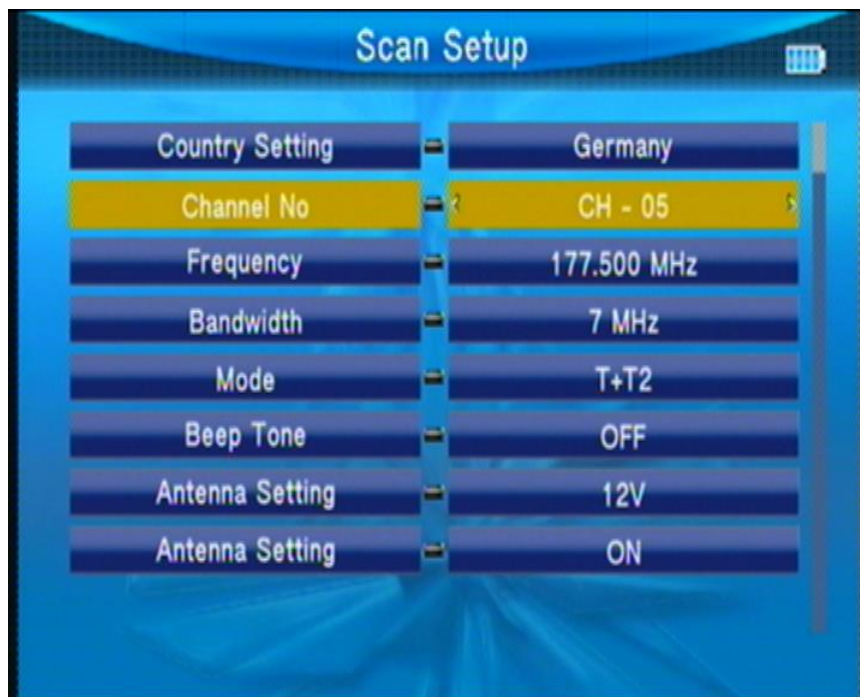 Scan Setup
Country Setting Germany
Channel No CH - 05
Frequency 177.500 MHz
Bandwidth 7 MHz
Mode T+T2
Beep Tone OFF
Antenna Setting 12V
Antenna Setting ON